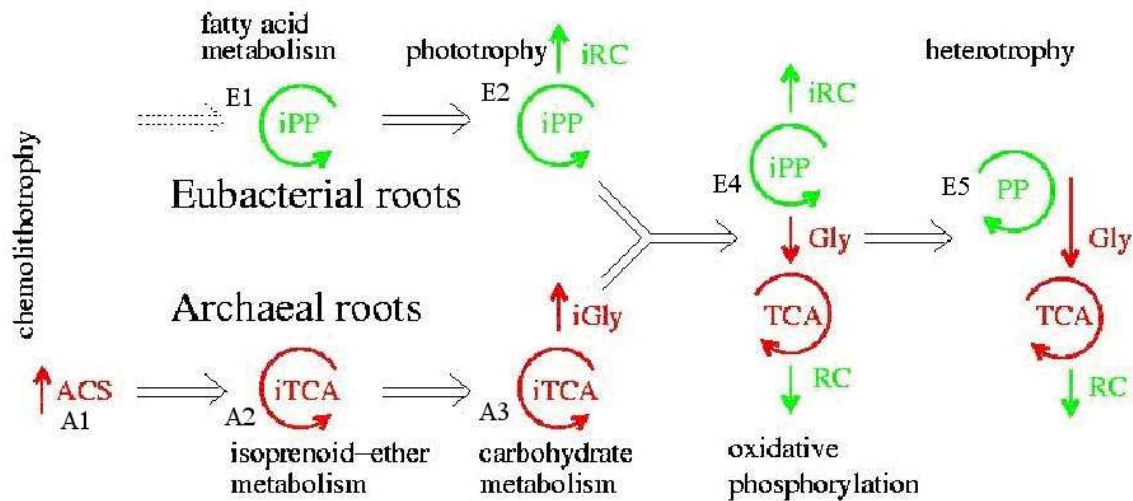 fatty acid
metabolism
phototrophy
iRC
heterotrophy
E1
iPP
E2
iPP
iRC
iPP
E4
E5
PP
Eubacterial roots
Gly
Gly
chemolithotrophy
Archaeal roots
iGly
TCA
TCA
ACS
A1
iTCA
A2
iTCA
A3
RC
RC
isoprenoid–ether
metabolism
carbohydrate
metabolism
oxidative
phosphorylation